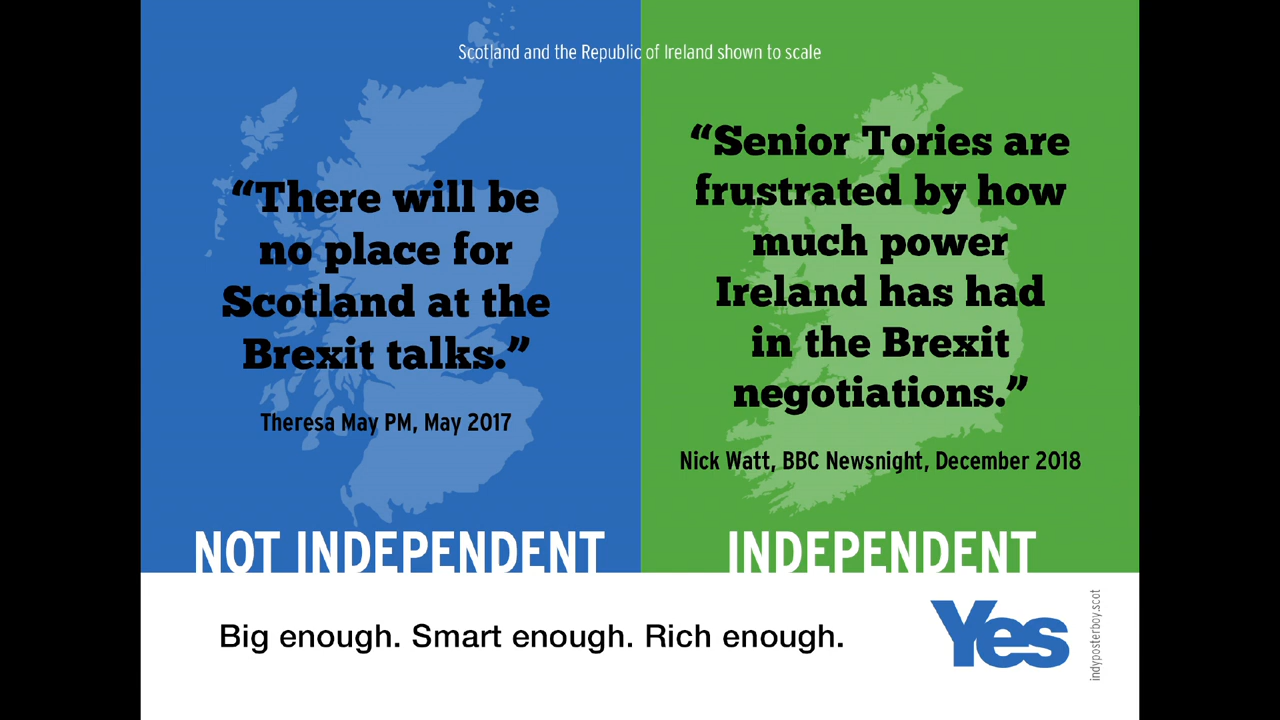 Scotland and the Republic of Ireland shown to scale
“There will be
no place for
Scotland at the
Brexit talks.”
Theresa May PM, May 2017
NOT INDEPENDENT
“Senior Tories are
frustrated by how
much power
Ireland has had
in the Brexit
negotiations.”
Nick Watt, BBC Newsnight, December 2018
INDEPENDENT
Big enough. Smart enough. Rich enough.
Yes
indyposterboy.scot